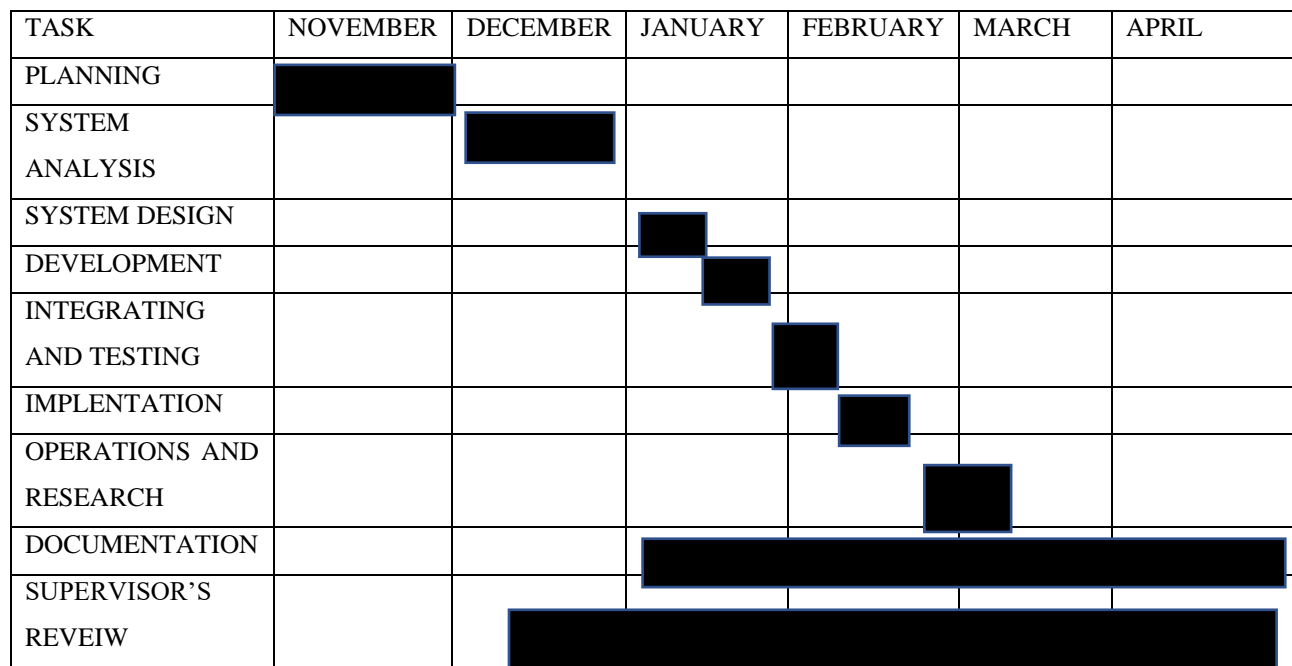 TASK NOVEMBER DECEMBER JANUARY FEBRUARY MARCH APRIL
PLANNING
SYSTEM
ANALYSIS
SYSTEM DESIGN
DEVELOPMENT
INTEGRATING
AND TESTING
IMPLENTATION
OPERATIONS AND
RESEARCH
DOCUMENTATION
SUPERVISOR’S
REVEIW